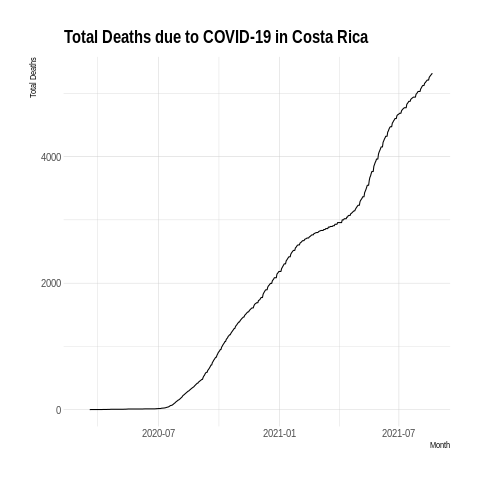 Total Deaths due to COVID-19 in Costa Rica
Total Deaths
4000
2000
0
2020-07
2021-01
2021-07
Month